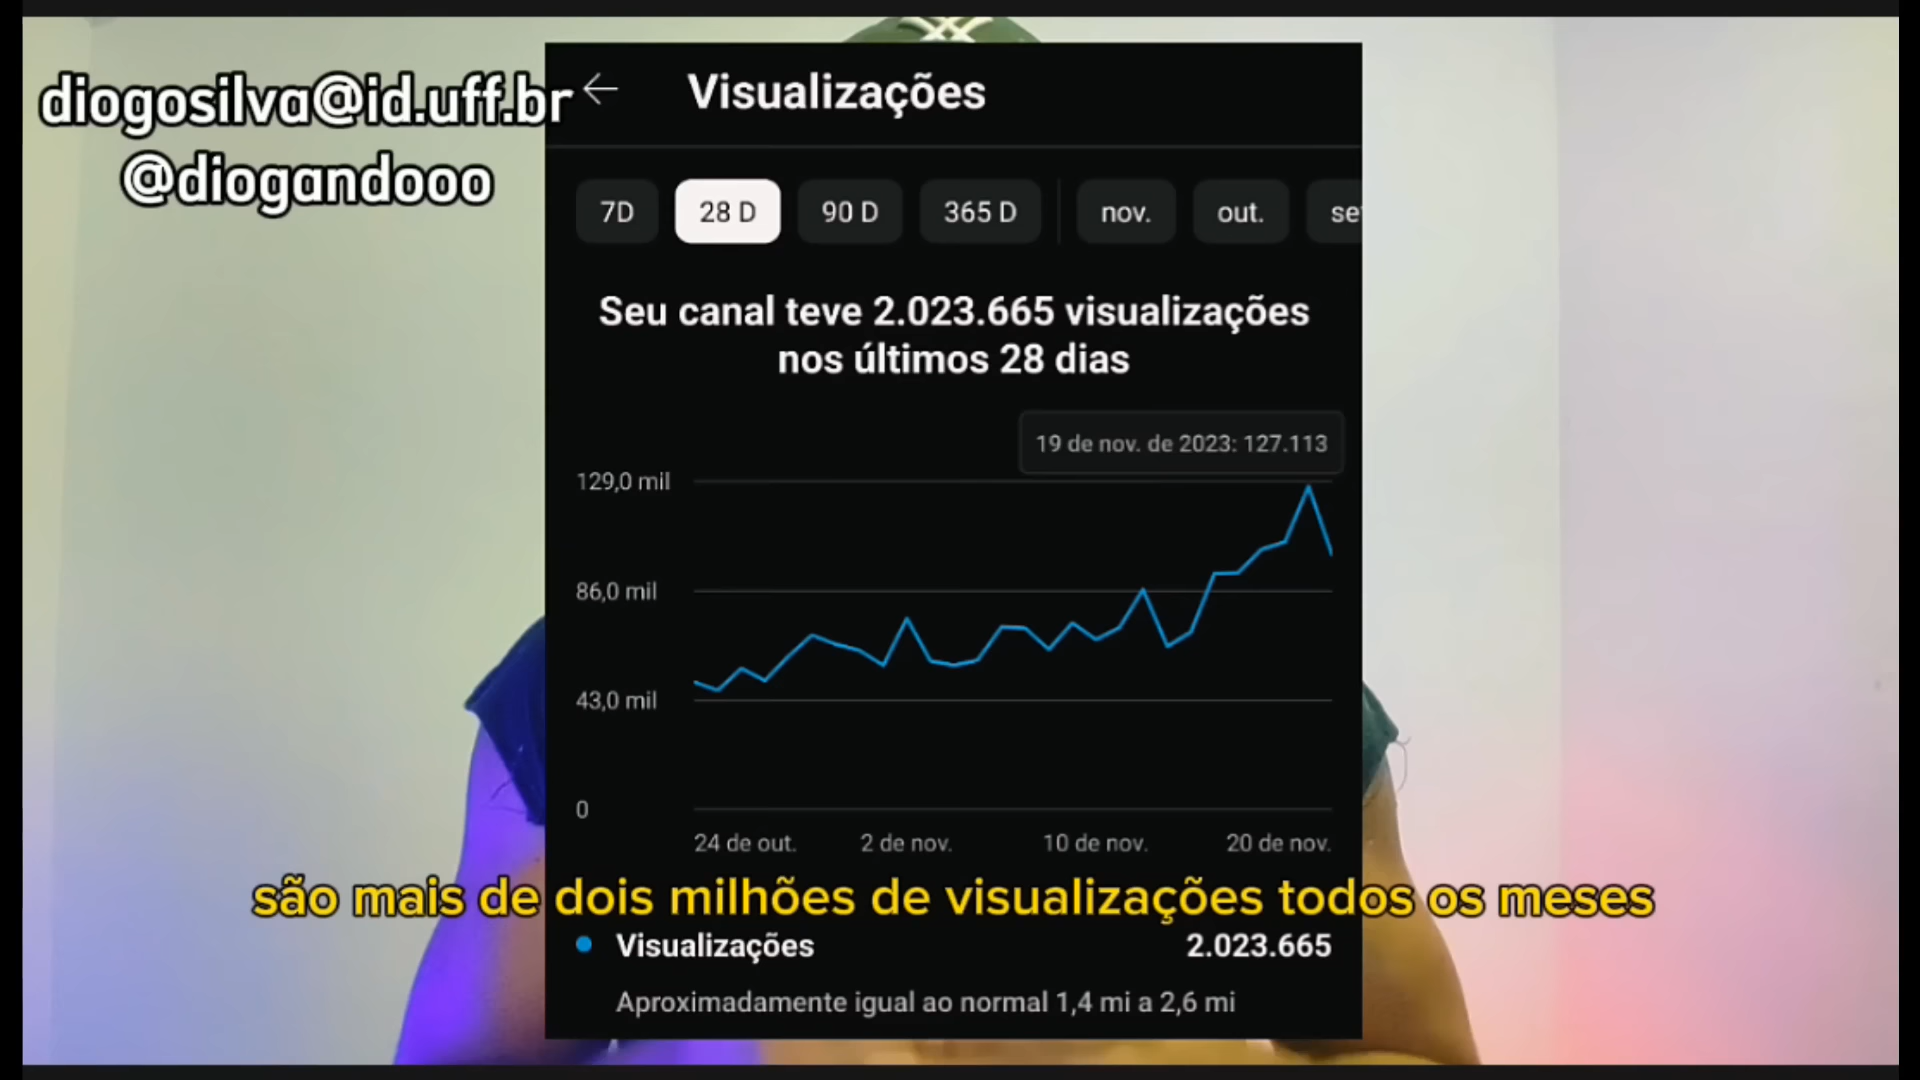 diogosilva@id.uff.br
@diogandooo
Visualizações
7D 28 D 90 D 365 D nov. out.
Seu canal teve 2.023.665 visualizações
nos últimos 28 dias
19 de nov. de 2023: 127.113
129,0 mil
86,0 mil
43,0 mil
0
24 de out. 2 de nov. 10 de nov. 20 de nov.
são mais de dois milhões de visualizações todos os meses
Visualizações 2.023.665
Aproximadamente igual ao normal 1,4 mi a 2,6 mi